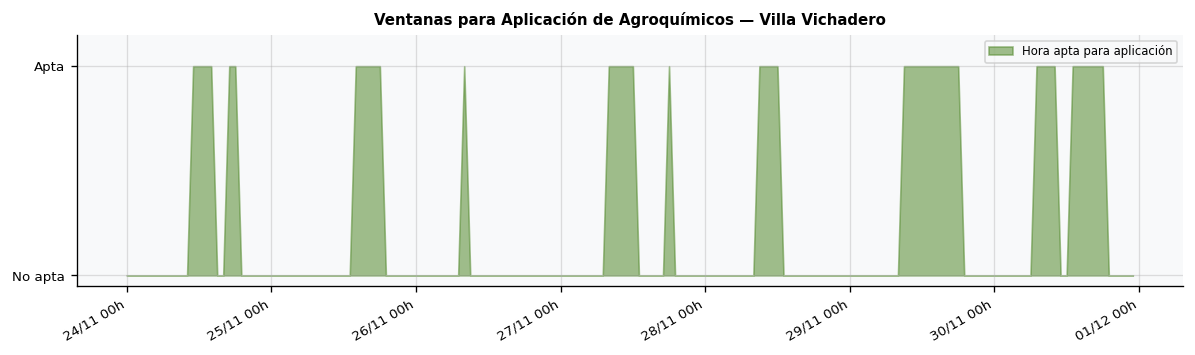 Ventanas para Aplicación de Agroquímicos — Villa Vichadero
Hora apta para aplicación
Apta
No apta
24/11 00h
25/11 00h
26/11 00h
27/11 00h
28/11 00h
29/11 00h
30/11 00h
01/12 00h